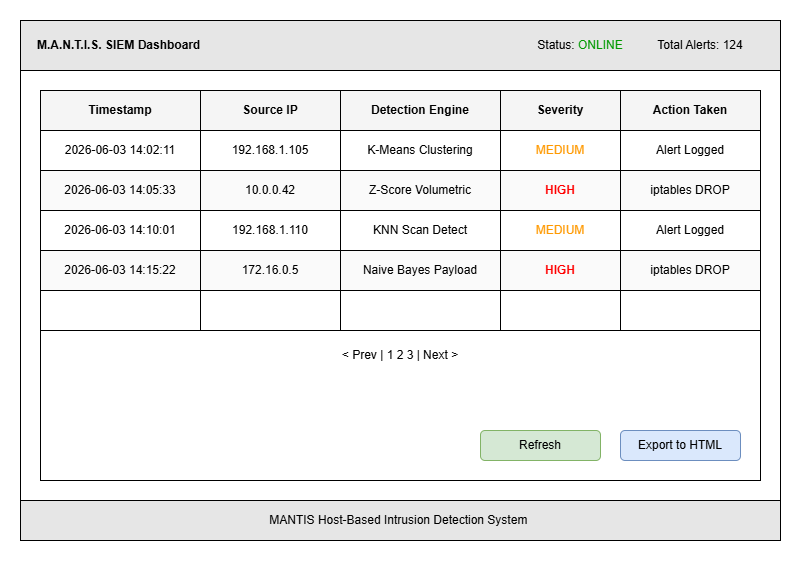 M.A.N.T.I.S. SIEM Dashboard Status: ONLINE Total Alerts: 124
Timestamp Source IP Detection Engine Severity Action Taken
2026-06-03 14:02:11 192.168.1.105 K-Means Clustering MEDIUM Alert Logged
2026-06-03 14:05:33 10.0.0.42 Z-Score Volumetric HIGH iptables DROP
2026-06-03 14:10:01 192.168.1.110 KNN Scan Detect MEDIUM Alert Logged
2026-06-03 14:15:22 172.16.0.5 Naive Bayes Payload HIGH iptables DROP
< Prev | 1 2 3 | Next >
Refresh Export to HTML
MANTIS Host-Based Intrusion Detection System